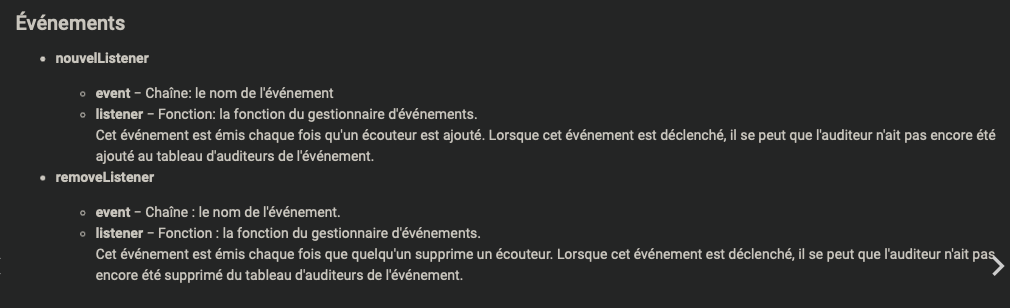 Événements
nouvelListener
event – Chaîne: le nom de l'événement
listener – Fonction: la fonction du gestionnaire d'événements.
Cet événement est émis chaque fois qu'un écouteur est ajouté. Lorsque cet événement est déclenché, il se peut que l'auditeur n'ait pas encore été
ajouté au tableau d'auditeurs de l'événement.
removeListener
event – Chaîne : le nom de l'événement.
listener – Fonction : la fonction du gestionnaire d'événements.
Cet événement est émis chaque fois que quelqu'un supprime un écouteur. Lorsque cet événement est déclenché, il se peut que l'auditeur n'ait pas
encore été supprimé du tableau d'auditeurs de l'événement.